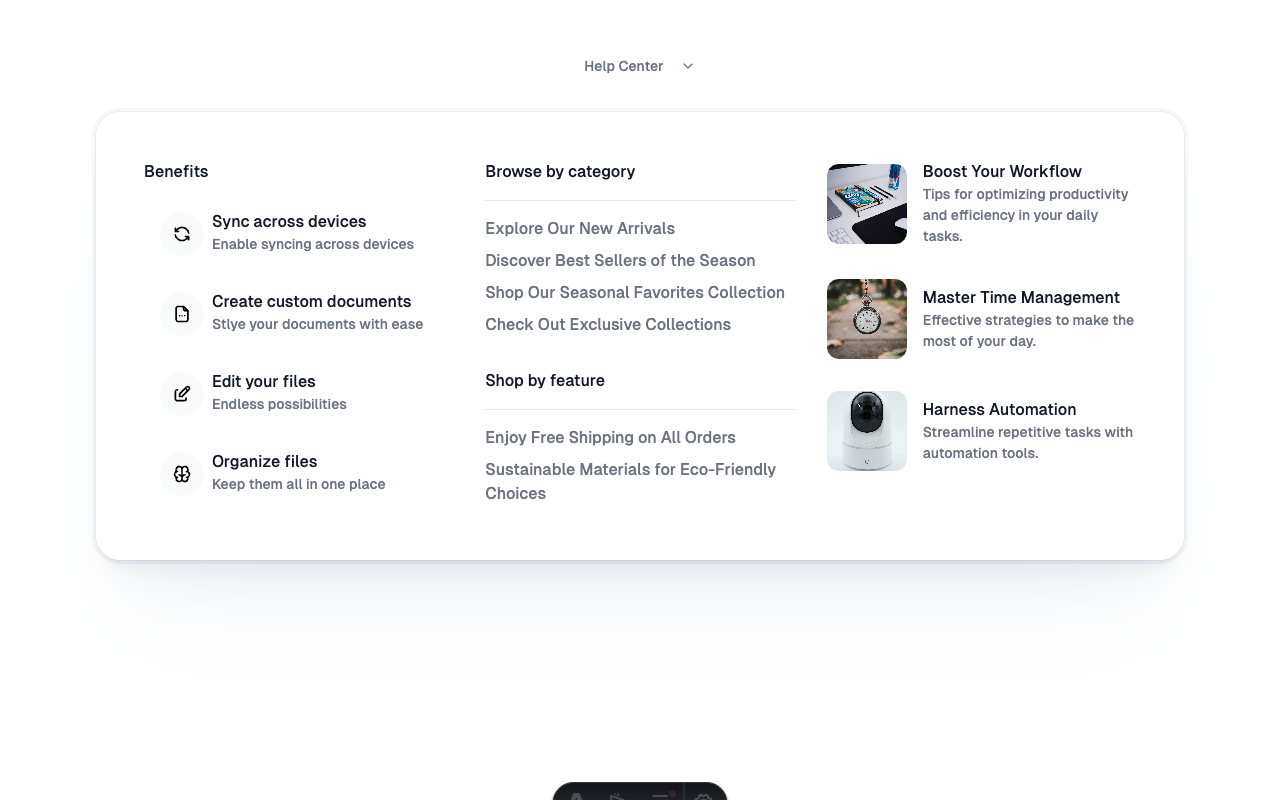 Help Center
Benefits
Sync across devices
Enable syncing across devices
Create custom documents
Stlye your documents with ease
Edit your files
Endless possibilities
Organize files
Keep them all in one place
Browse by category
Explore Our New Arrivals
Discover Best Sellers of the Season
Shop Our Seasonal Favorites Collection
Check Out Exclusive Collections
Shop by feature
Enjoy Free Shipping on All Orders
Sustainable Materials for Eco-Friendly
Choices
Boost Your Workflow
Tips for optimizing productivity
and efficiency in your daily
tasks.
Master Time Management
Effective strategies to make the
most of your day.
Harness Automation
Streamline repetitive tasks with
automation tools.